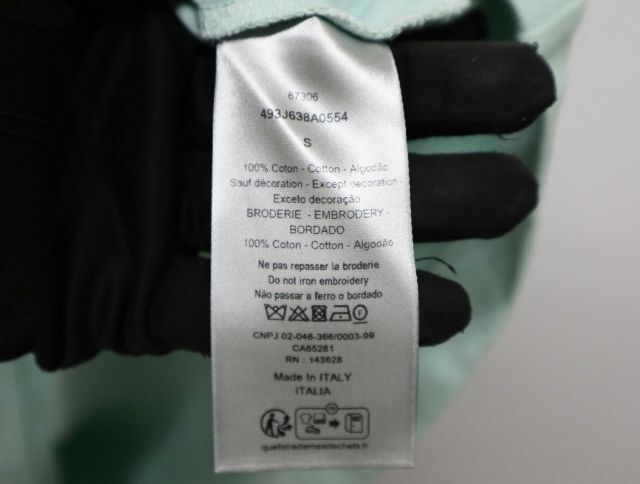 67306
493J638A0554
S
100% Coton - Cotton - Algodão
Sauf décoration - Except decoration -
Exceto decoração
BRODERIE - EMBRODERY -
BORDADO
100% Coton - Cotton - Algodão
Ne pas repasser la broderie
Do not iron embroidery
Não passar a ferro o bordado
CNPJ 02-046-366/0003-99
CA65281
RN : 143628
Made In ITALY
ITALIA
quefairedemesdechets.fr